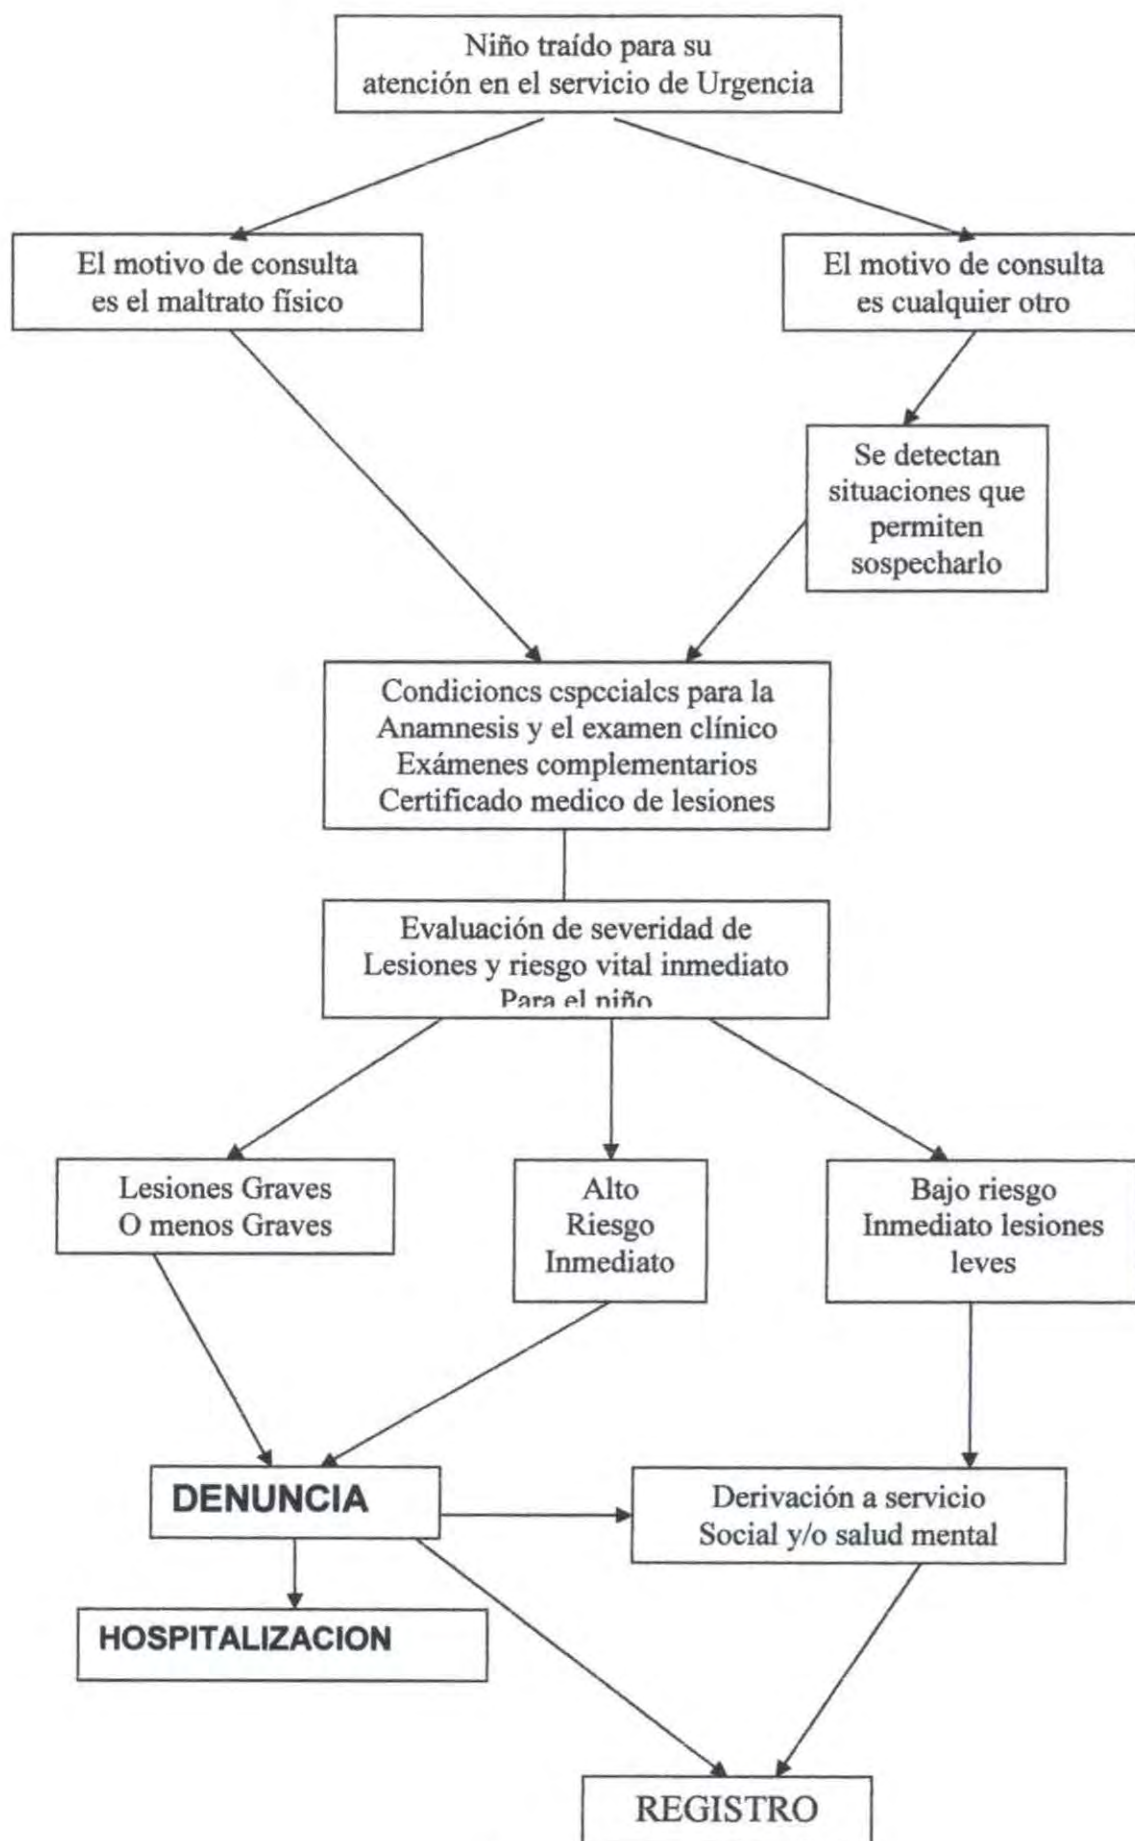 Niño traído para su
atención en el servicio de Urgencia
El motivo de consulta
es el maltrato físico
El motivo de consulta
es cualquier otro
Se detectan
situaciones que
permiten
sospecharlo
Condiciones especiales para la
Anamnesis y el examen clínico
Exámenes complementarios
Certificado medico de lesiones
Evaluación de severidad de
Lesiones y riesgo vital inmediato
Para el niño
Lesiones Graves
O menos Graves
Alto
Riesgo
Inmediato
Bajo riesgo
Inmediato lesiones
leves
DENUNCIA
Derivación a servicio
Social y/o salud mental
HOSPITALIZACION
REGISTRO